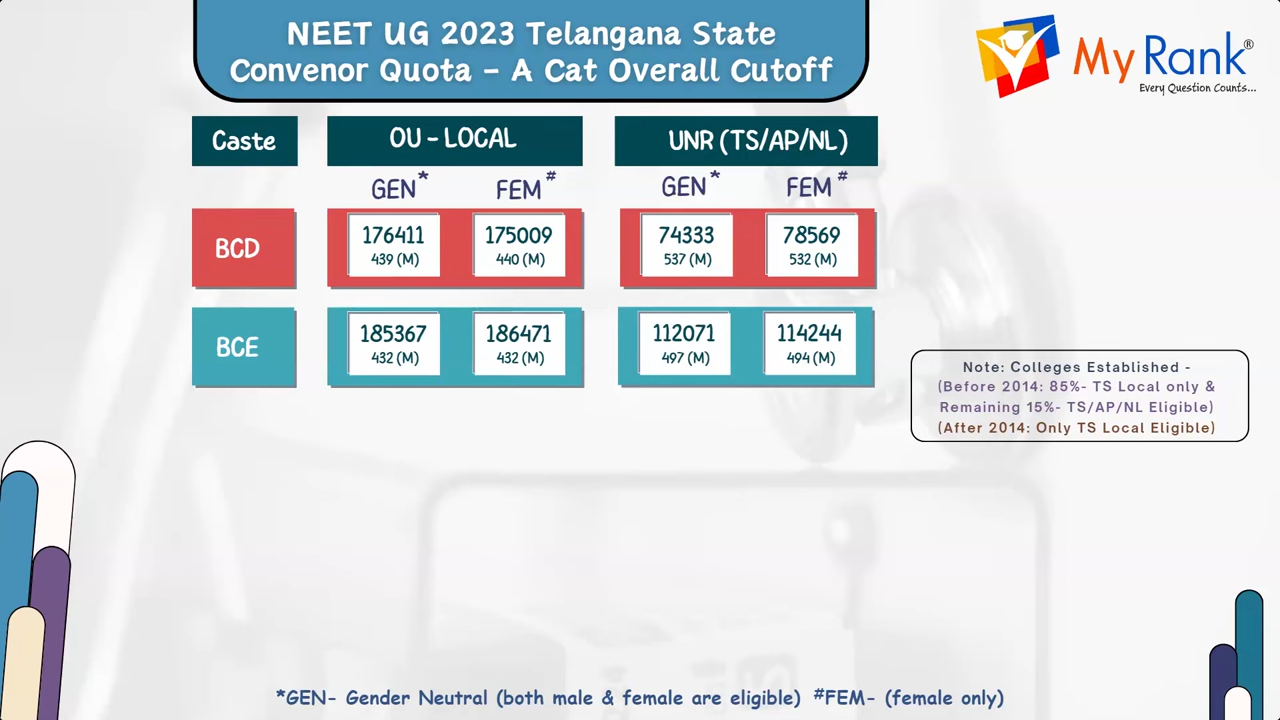 NEET UG 2023 Telangana State
Convenor Quota - A Cat Overall Cutoff
My Rank®
Every Question Counts...
Caste OU - LOCAL UNR (TS/AP/NL)
GEN* FEM# GEN* FEM#
BCD 176411 175009 74333 78569
439 (M) 440 (M) 537 (M) 532 (M)
BCE 185367 186471 112071 114244
432 (M) 432 (M) 497 (M) 494 (M)
Note: Colleges Established -
(Before 2014: 85%- TS Local only &
Remaining 15%- TS/AP/NL Eligible)
(After 2014: Only TS Local Eligible)
*GEN- Gender Neutral (both male & female are eligible) #FEM- (female only)